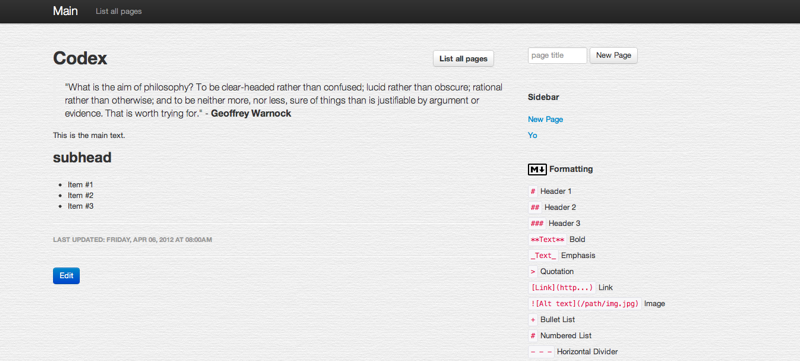 Main List all pages
Codex
List all pages
"What is the aim of philosophy? To be clear-headed rather than confused; lucid rather than obscure; rational
rather than otherwise; and to be neither more, nor less, sure of things than is justifiable by argument or
evidence. That is worth trying for." - Geoffrey Warnock
This is the main text.
subhead
Item #1
Item #2
Item #3
LAST UPDATED: FRIDAY, APR 06, 2012 AT 08:00AM
Edit
page title New Page
Sidebar
New Page
Yo
M Formatting
# Header 1
## Header 2
### Header 3
**Text** Bold
_Text_ Emphasis
> Quotation
[Link](http...) Link
![Alt text](/path/img.jpg) Image
+ Bullet List
# Numbered List
- - - Horizontal Divider